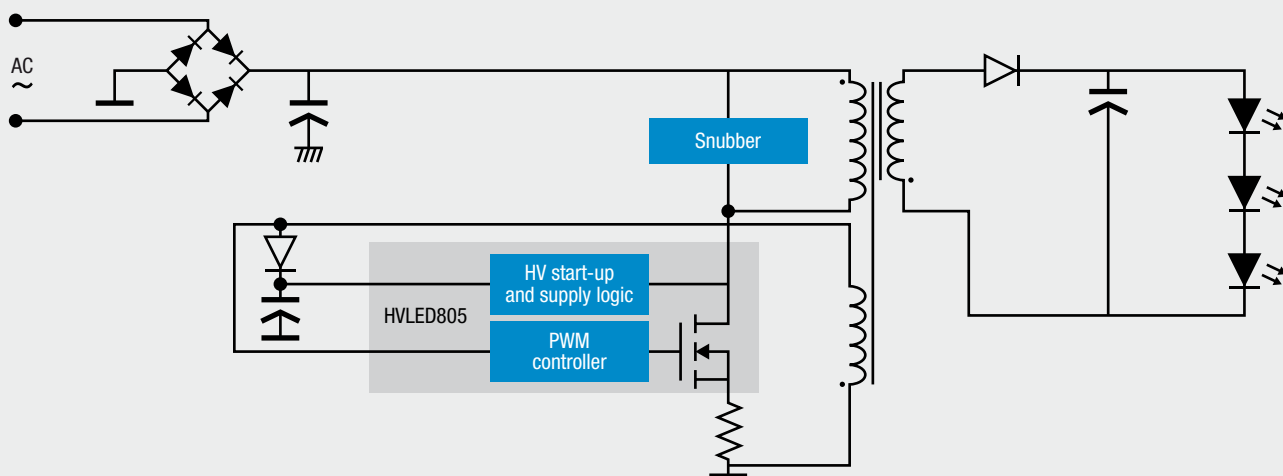 AC
~
Snubber
HV start-up
and supply logic
HVLED805
PWM
controller